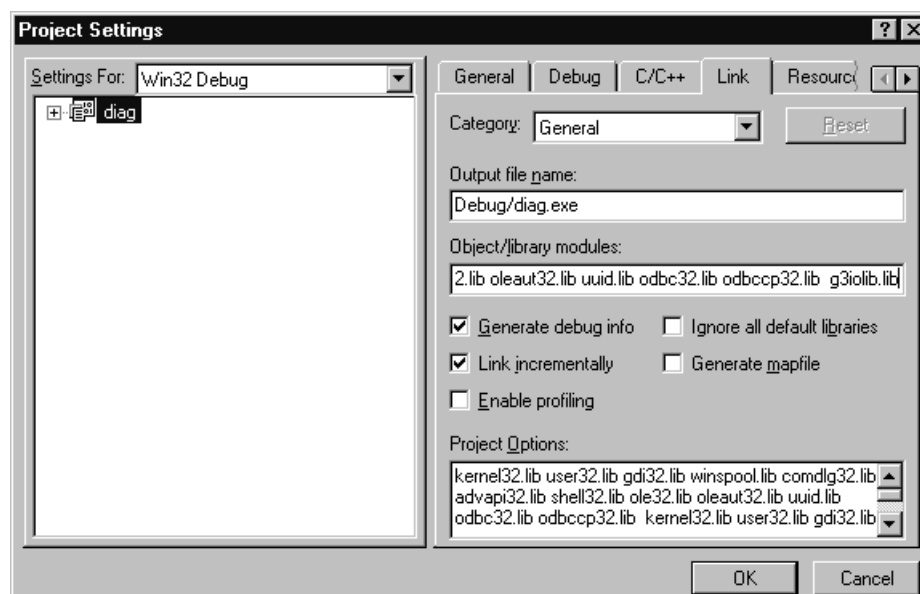 Project Settings
Settings For: Win32 Debug
diag
General Debug C/C++ Link
Category: General Reset
Output file name:
Debug/diag.exe
Object/library modules:
2.lib oleaut32.lib uuid.lib odbc32.lib odbccp32.lib g3iolib.lib
Generate debug info Ignore all default libraries
Link incrementally Generate mapfile
Enable profiling
Project Options:
kernel32.lib user32.lib gdi32.lib winspool.lib comdlg32.lib
advapi32.lib shell32.lib ole32.lib oleaut32.lib uuid.lib
odbc32.lib odbccp32.lib kernel32.lib user32.lib gdi32.lib
OK Cancel